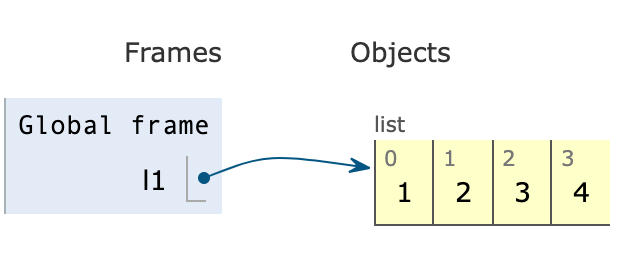 Frames
Objects
Global frame
l1
list
0 1 2 3
1 2 3 4